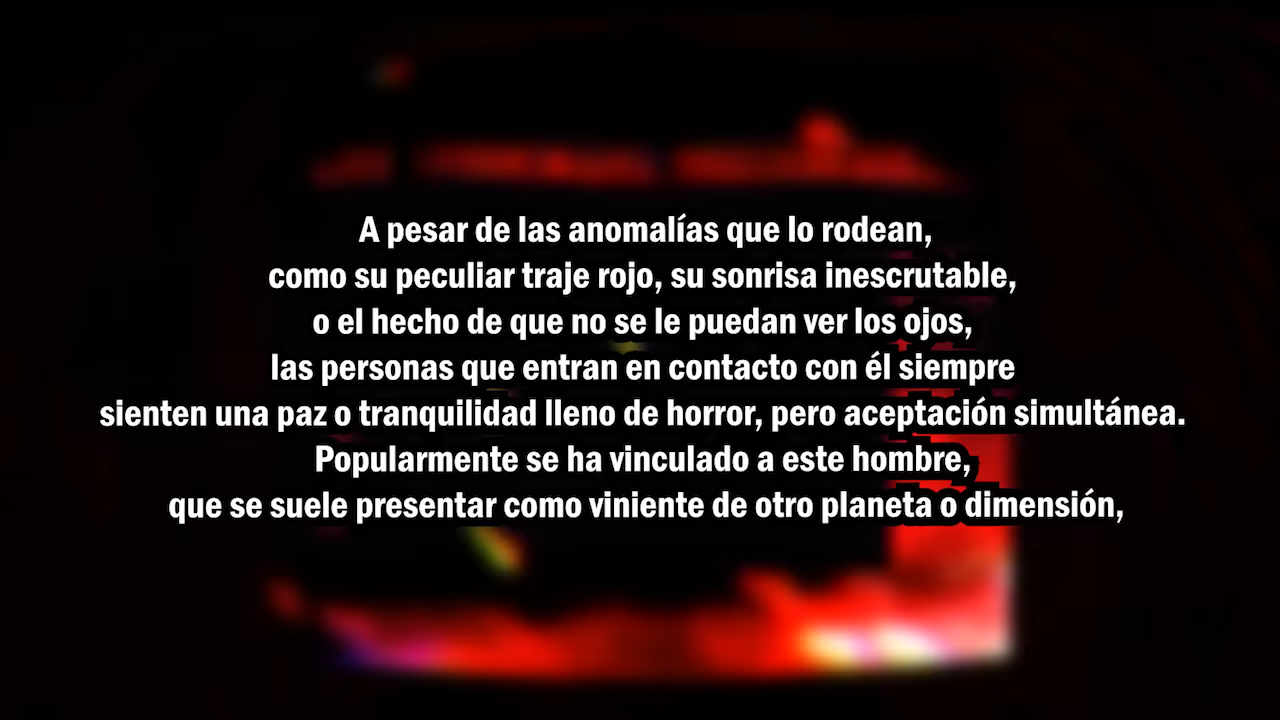 A pesar de las anomalías que lo rodean,
como su peculiar traje rojo, su sonrisa inescrutable,
o el hecho de que no se le puedan ver los ojos,
las personas que entran en contacto con él siempre
sienten una paz o tranquilidad lleno de horror, pero aceptación simultánea.
Popularmente se ha vinculado a este hombre,
que se suele presentar como viniente de otro planeta o dimensión,